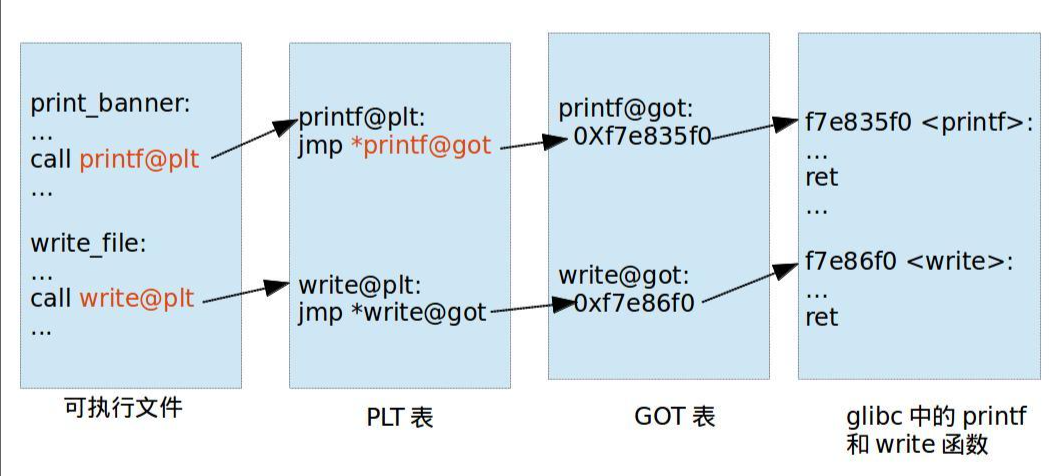 print_banner:
...
call printf@plt
...
write_file:
...
call write@plt
...
可执行文件
printf@plt:
jmp *printf@got
write@plt:
jmp *write@got
PLT 表
printf@got:
0Xf7e835f0
write@got:
0xf7e86f0
GOT 表
f7e835f0 <printf>:
...
ret
...
f7e86f0 <write>:
...
ret
glibc 中的 printf
和 write 函数